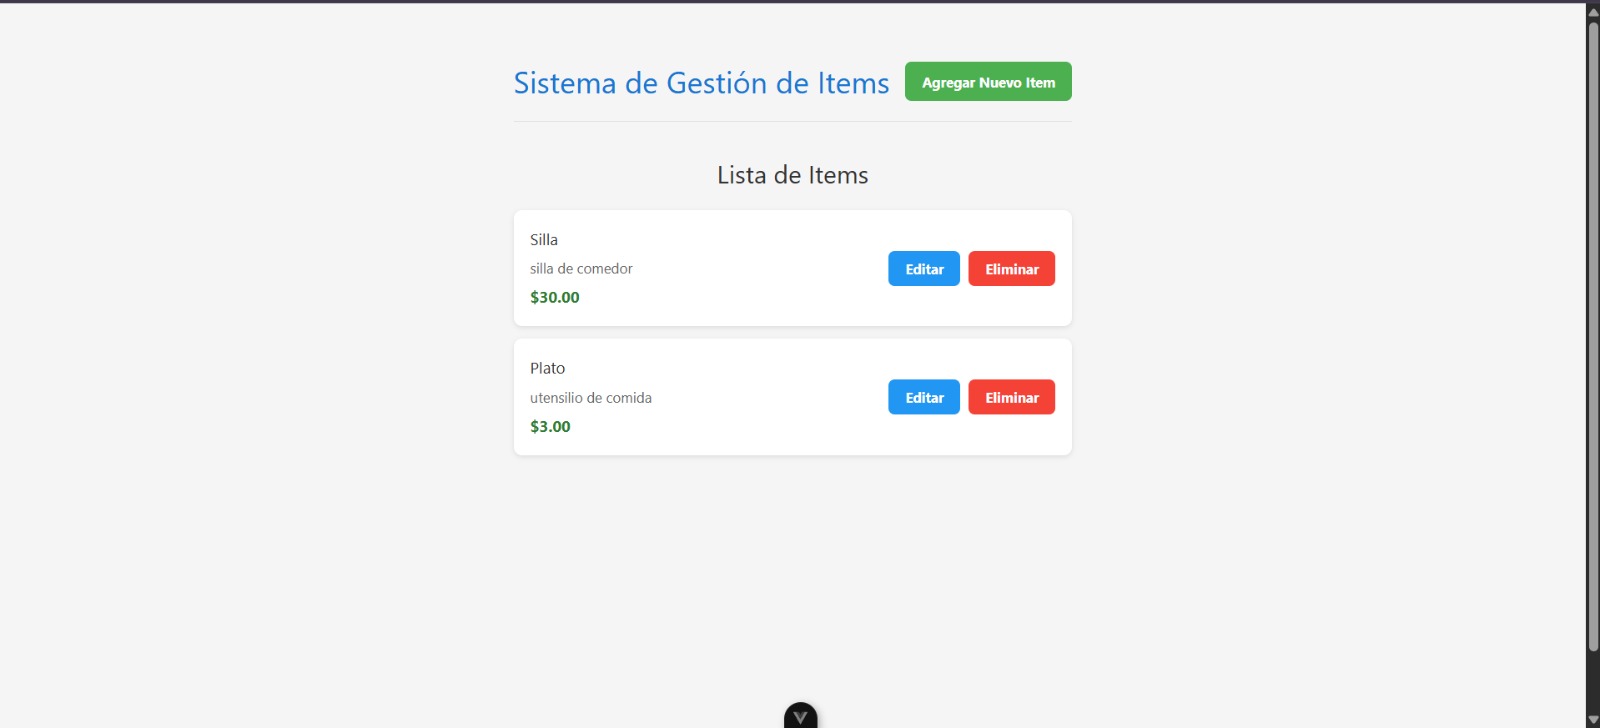 Sistema de Gestión de Items
Agregar Nuevo Item
Lista de Items
Silla
silla de comedor
$30.00
Editar
Eliminar
Plato
utensilio de comida
$3.00
Editar
Eliminar